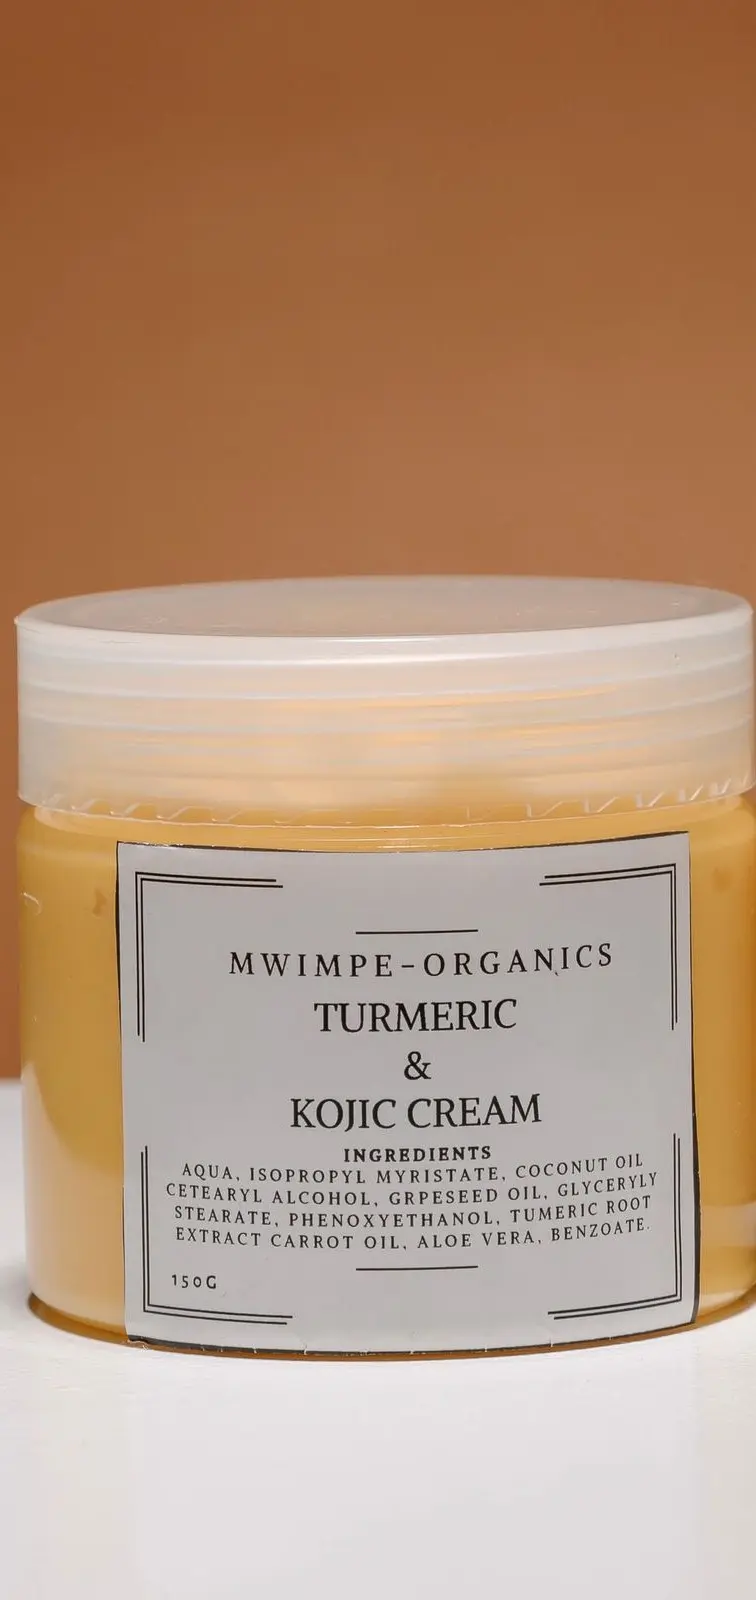 MWIMPE-ORGANICS
TURMERIC
&
KOJIC CREAM
INGREDIENTS
AQUA, ISOPROPYL MYRISTATE, COCONUT OIL
CETEARYL ALCOHOL, GRPESEED OIL, GLYCERYLY
STEARATE, PHENOXYETHANOL, TUMERIC ROOT
EXTRACT CARROT OIL, ALOE VERA, BENZOATE.
150G